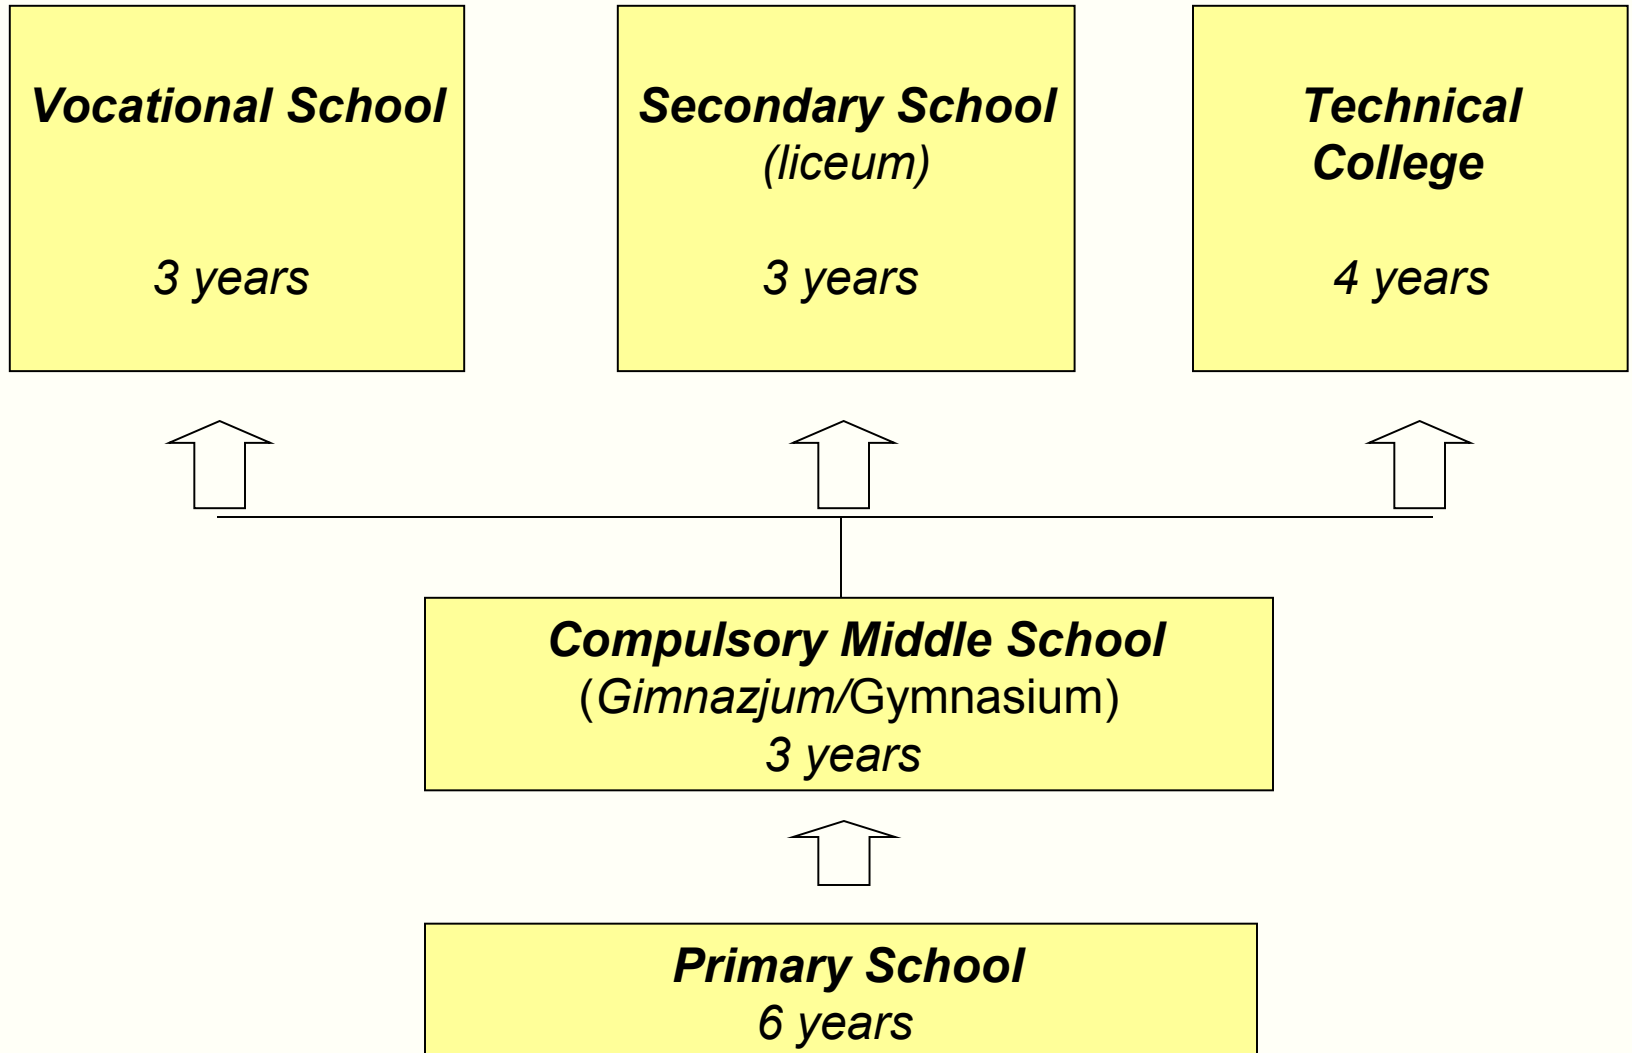 Vocational School
3 years
Secondary School
(liceum)
3 years
Technical
College
4 years
Compulsory Middle School
(Gimnazjum/Gymnasium)
3 years
Primary School
6 years